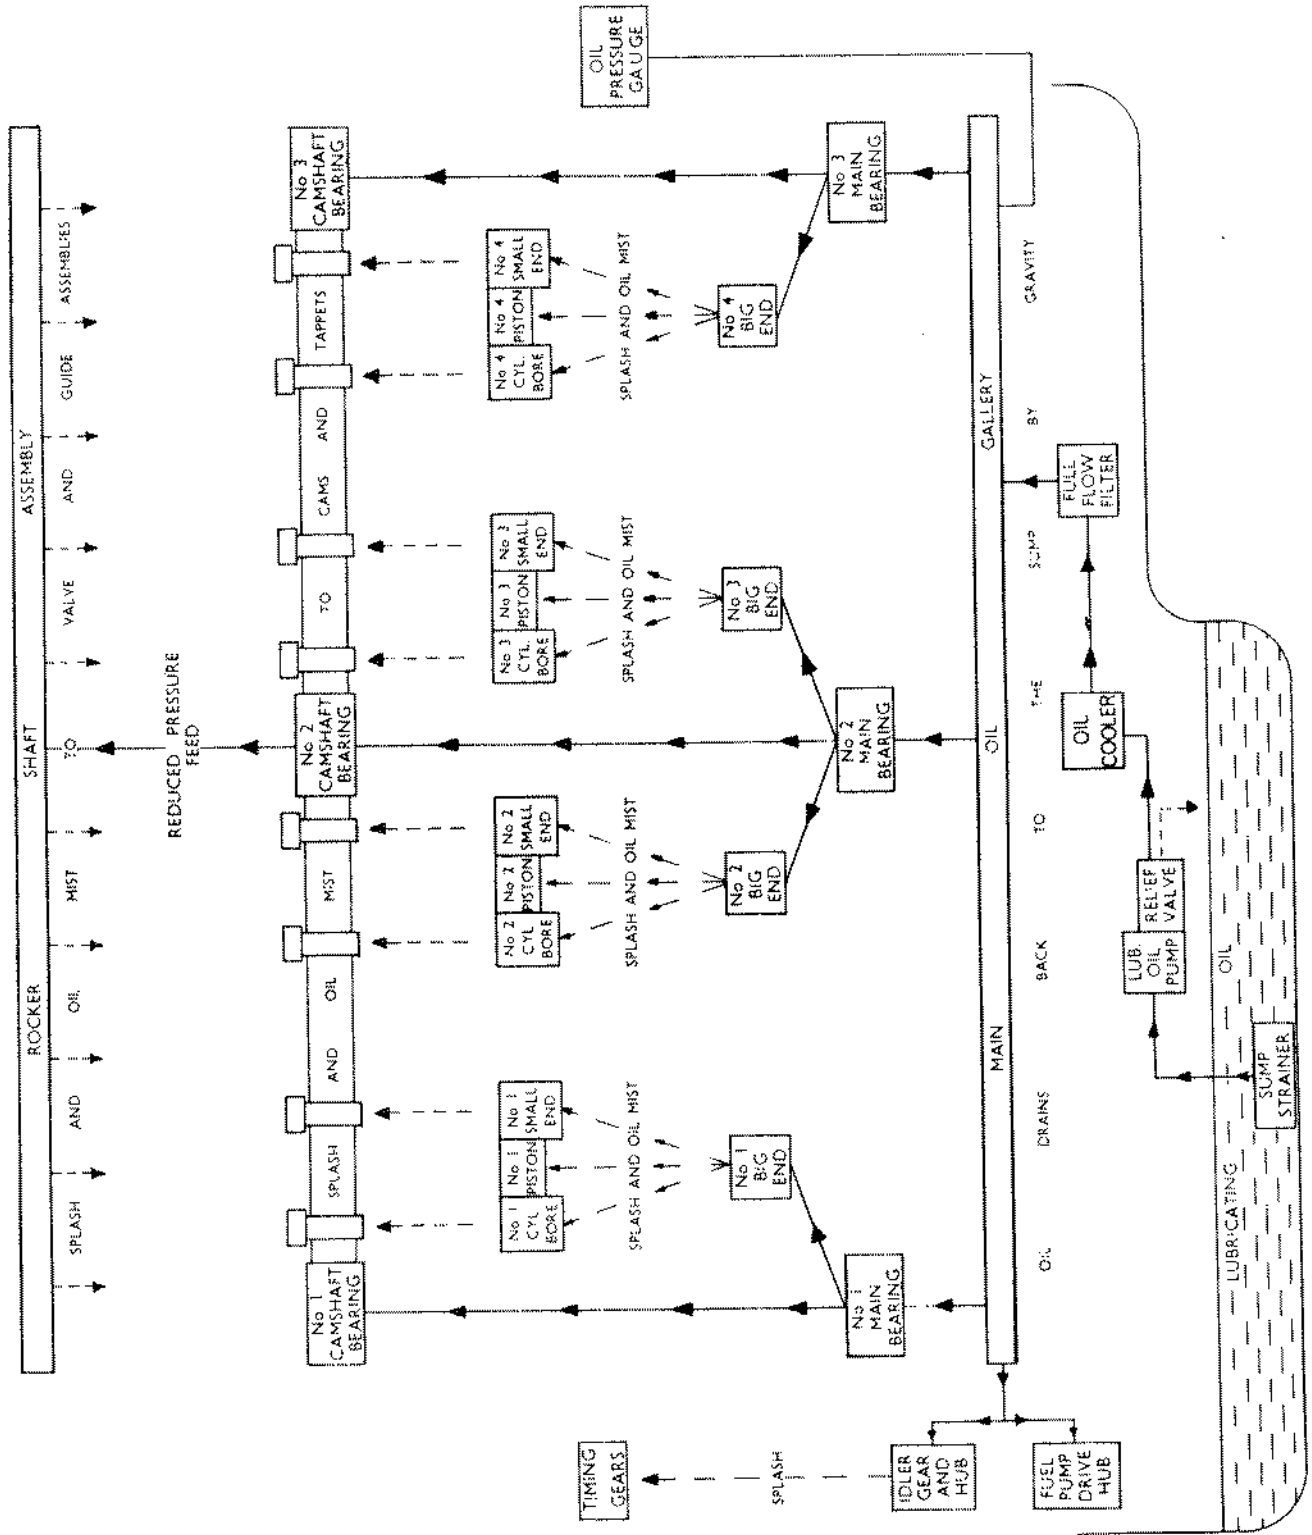 ROCKER SHAFT ASSEMBLY
SPLASH AND OIL MIST TO VALVE AND GUIDE ASSEMBLIES
REDUCED PRESSURE
FEED
No 1
CAMSHAFT
BEARING
SPLASH AND OIL MIST
No 2
CAMSHAFT
BEARING
TO CAMS AND TAPPETS
No 3
CAMSHAFT
BEARING
No 1
CYL
BORE
No 1
PISTON
No 1
SMALL
END
No 2
CYL
BORE
No 2
PISTON
No 2
SMALL
END
No 3
CYL.
BORE
No 3
PISTON
No 3
SMALL
END
No 4
CYL.
BORE
No 4
PISTON
No 4
SMALL
END
SPLASH AND OIL MIST
SPLASH AND OIL MIST
SPLASH AND OIL MIST
SPLASH AND OIL MIST
TIMING
GEARS
SPLASH
OIL
PRESSURE
GAUGE
No 1
BIG
END
No 2
BIG
END
No 3
BIG
END
No 4
BIG
END
No 1
MAIN
BEARING
No 2
MAIN
BEARING
No 3
MAIN
BEARING
IDLER
GEAR
AND
HUB
MAIN OIL GALLERY
FUEL
PUMP
DRIVE
HUB
OIL DRAINS BACK TO THE SUMP BY GRAVITY
OIL
COOLER
FULL
FLOW
FILTER
LUB.
OIL
PUMP
RELIEF
VALVE
LUBRICATING OIL
SUMP
STRAINER